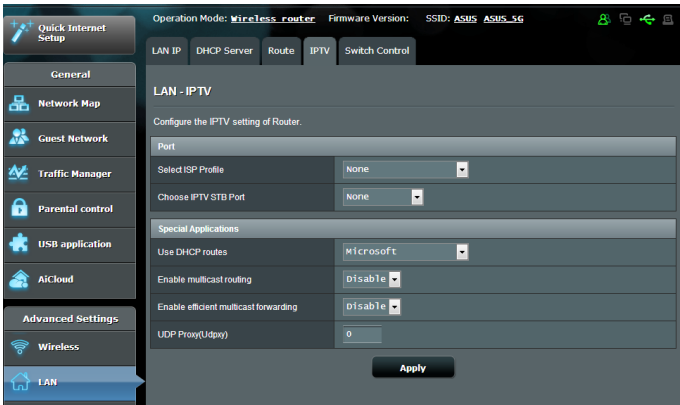 Quick Internet
Setup
Operation Mode: Wireless router Firmware Version: SSID: ASUS ASUS_5G
LAN IP DHCP Server Route IPTV Switch Control
General
Network Map
Guest Network
Traffic Manager
Parental control
USB application
AiCloud
Advanced Settings
Wireless
LAN
LAN - IPTV
Configure the IPTV setting of Router.
Port
Select ISP Profile None
Choose IPTV STB Port None
Special Applications
Use DHCP routes Microsoft
Enable multicast routing Disable
Enable efficient multicast forwarding Disable
UDP Proxy(Udpxy) 0
Apply